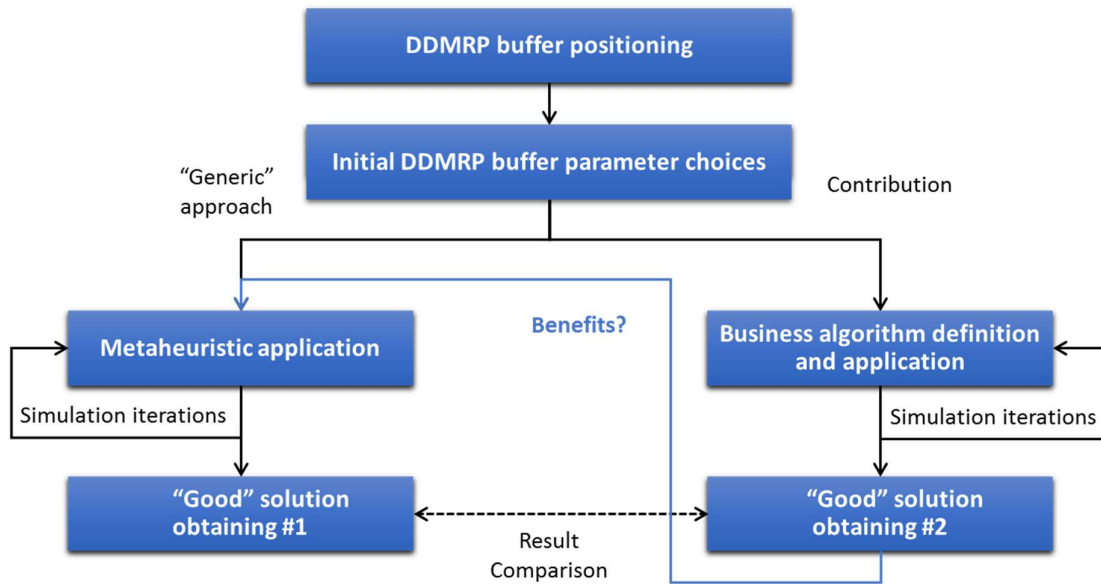 DDMRP buffer positioning
Initial DDMRP buffer parameter choices
“Generic”
approach
Contribution
Benefits?
Metaheuristic application
Business algorithm definition
and application
Simulation iterations
Simulation iterations
“Good” solution
obtaining #1
“Good” solution
obtaining #2
Result
Comparison